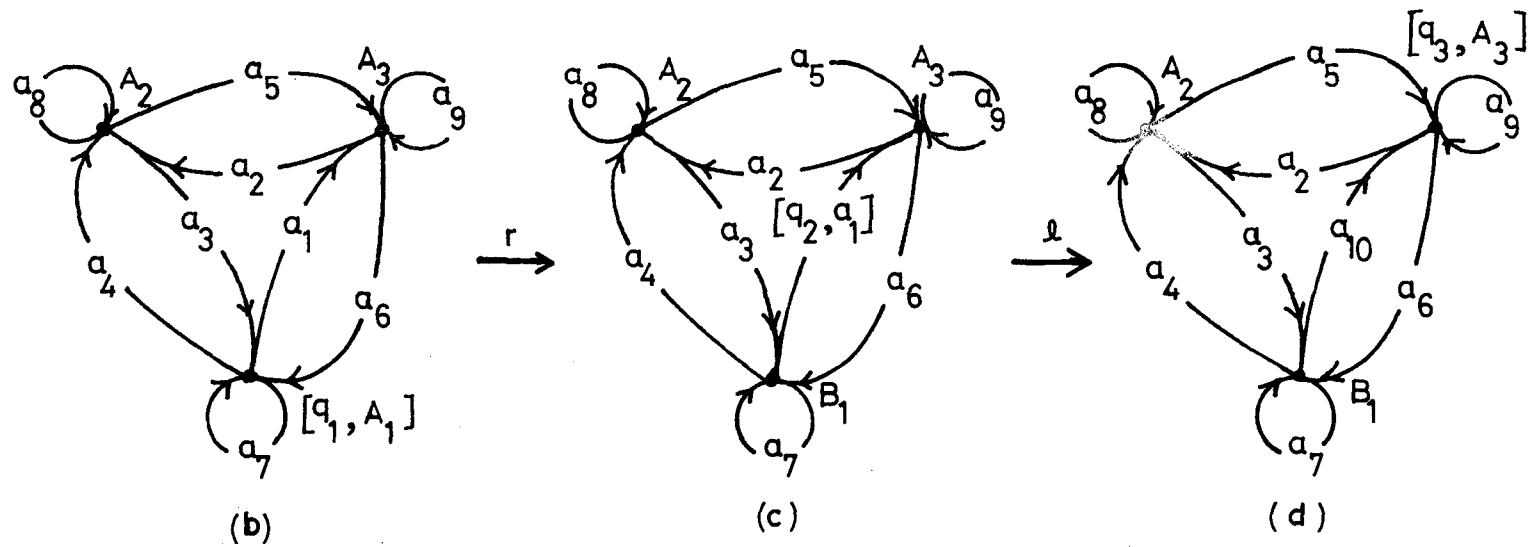 a₈ A₂ a₅ A₃ a₉
a₂
a₃ a₁
a₄ a₆
[q₁, A₁]
a₇
(b)
r
a₈ A₂ a₅ A₃ a₉
a₂
[q₂, a₁]
a₃
a₄ a₆
B₁
a₇
(c)
ℓ
[q₃, A₃]
a₈ A₂ a₅ a₉
a₂
a₃ a₁₀
a₄ a₆
B₁
a₇
(d)